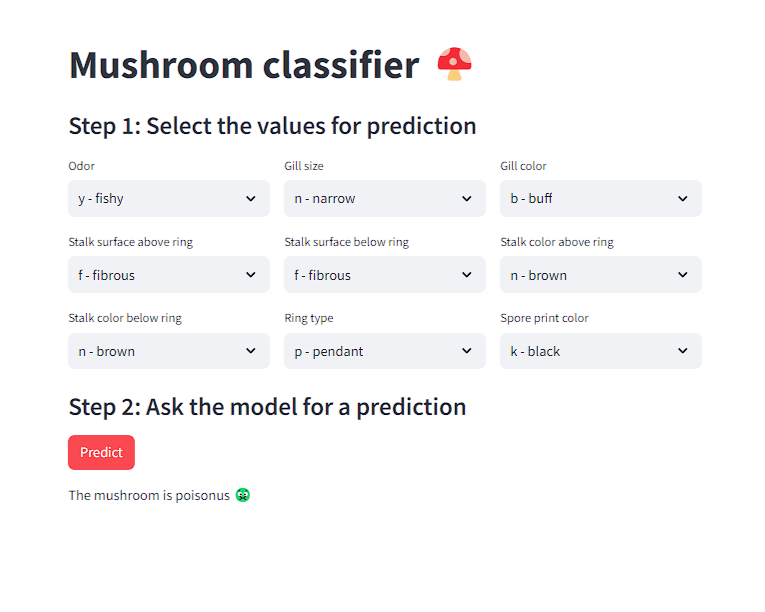 Mushroom classifier
Step 1: Select the values for prediction
Odor Gill size Gill color
y - fishy n - narrow b - buff
Stalk surface above ring Stalk surface below ring Stalk color above ring
f - fibrous f - fibrous n - brown
Stalk color below ring Ring type Spore print color
n - brown p - pendant k - black
Step 2: Ask the model for a prediction
Predict
The mushroom is poisonus